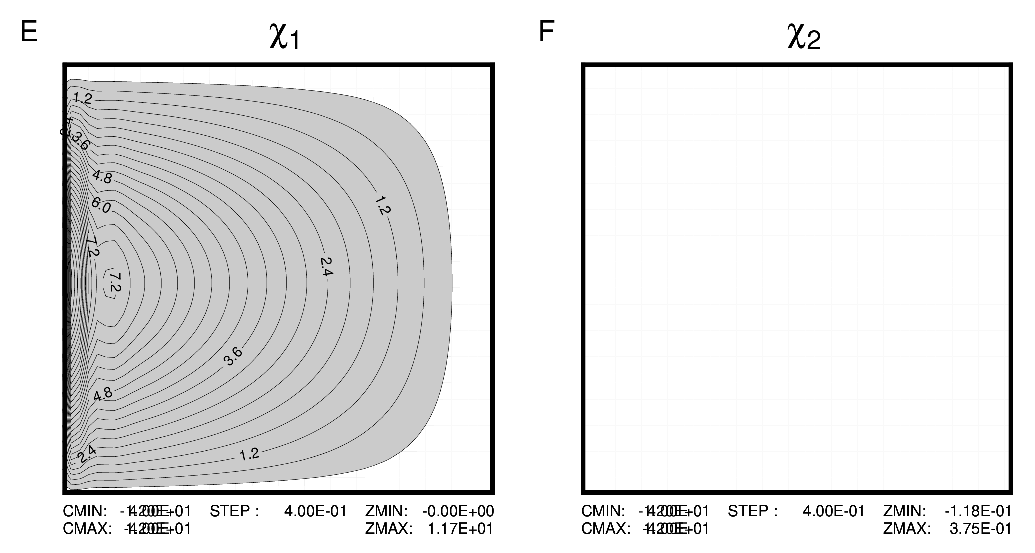 E
χ1
F
χ2
1.2
3.6
4.8
6.0
7.2
7.2
1.2
2.4
3.6
4.8
2.4
1.2
CMIN: STEP : 4.00E-01 ZMIN: -0.00E+00
CMAX: ZMAX: 1.17E+01
CMIN: STEP : 4.00E-01 ZMIN: -1.18E-01
CMAX: ZMAX: 3.75E-01